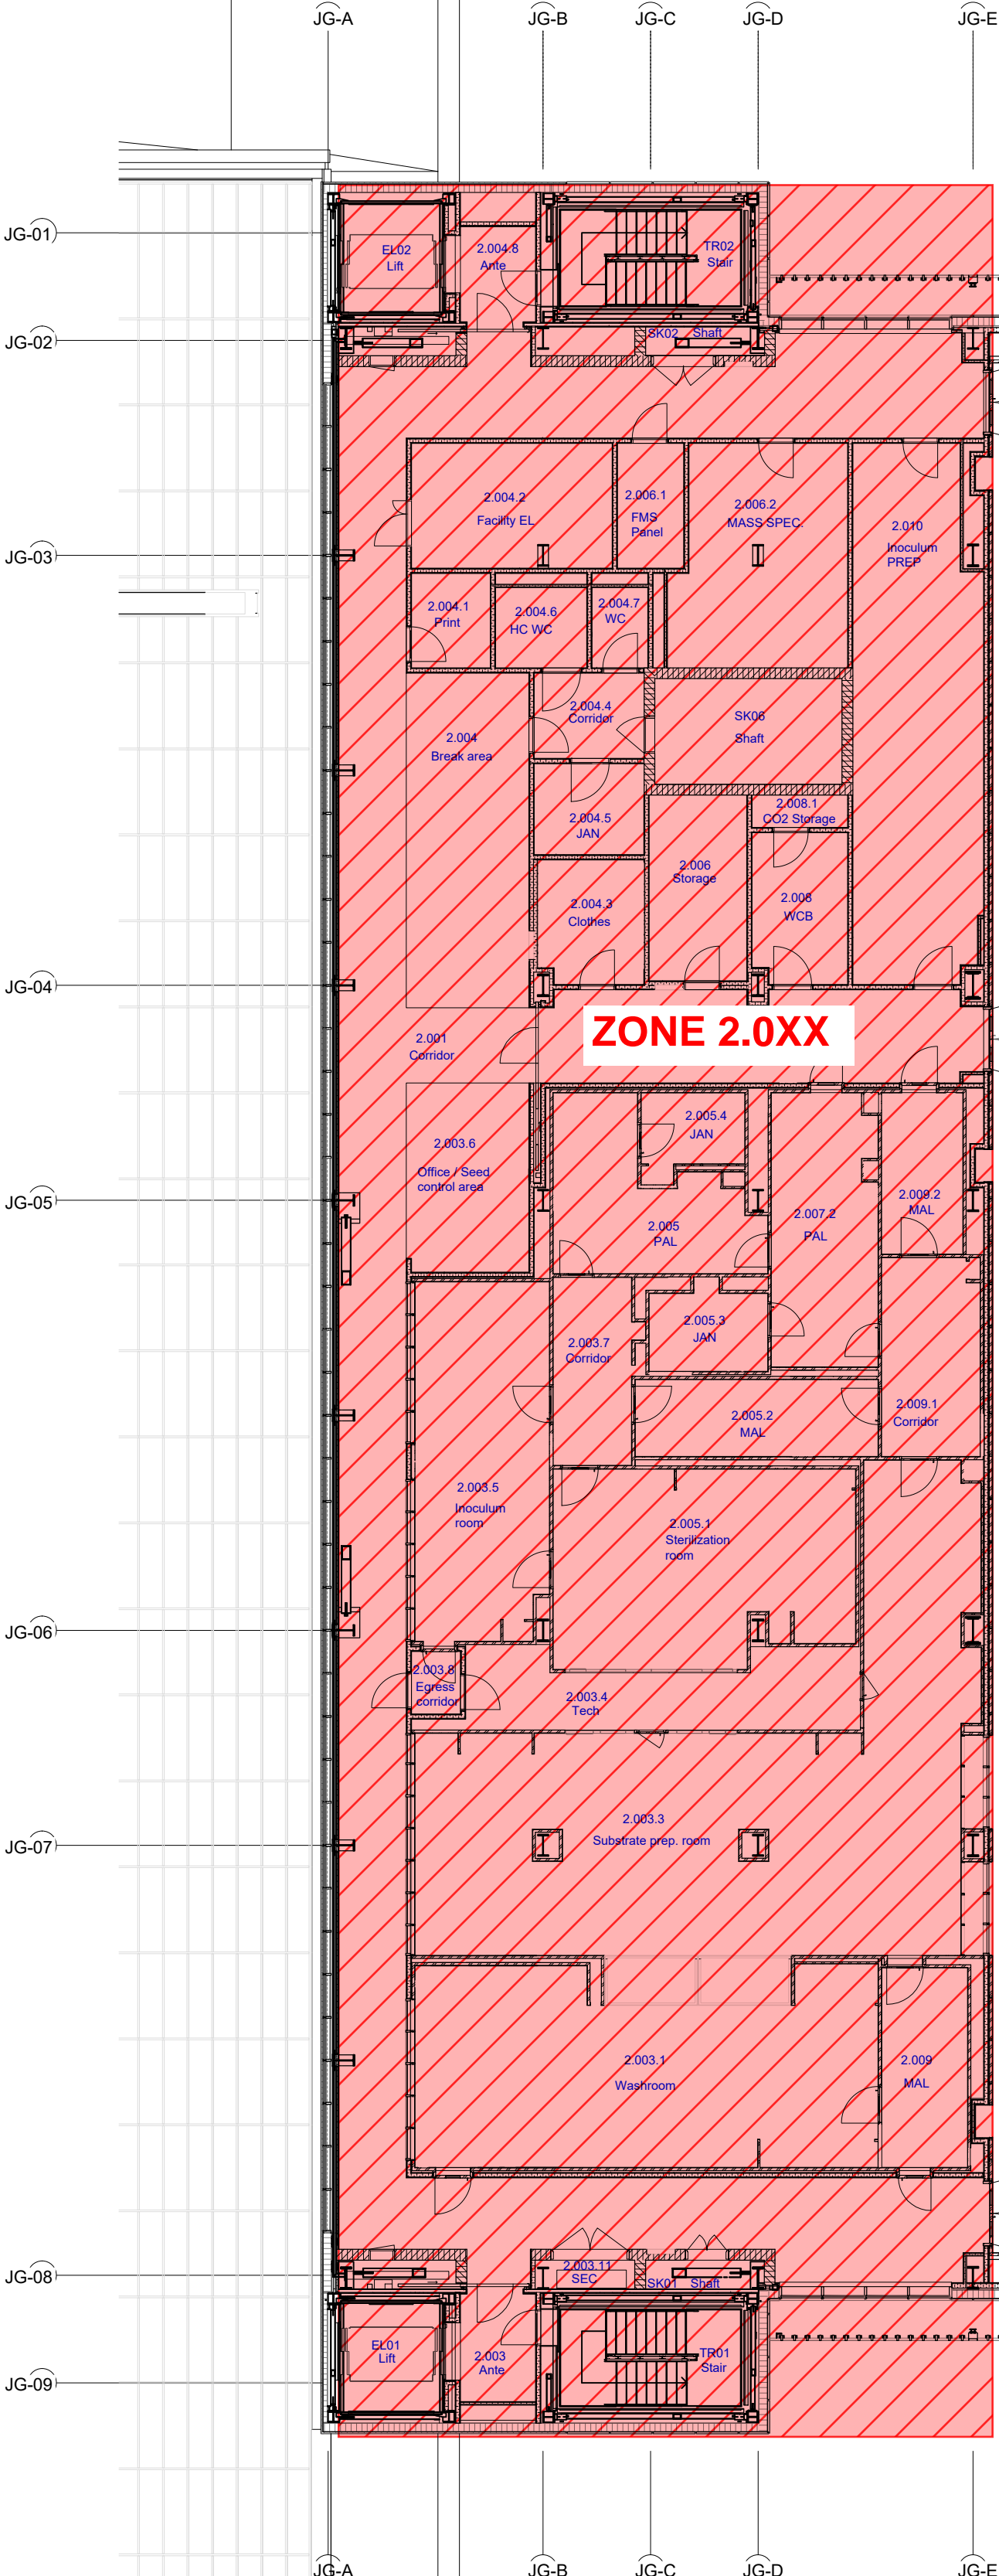 JG-A
JG-B
JG-C
JG-D
JG-E
JG-01
EL02
Lift
2.004.8
Ante
TR02
Stair
JG-02
SK02
Shaft
2.004.2
Facility EL
2.006.1
FMS
Panel
2.006.2
MASS SPEC.
2.010
Inoculum
PREP
JG-03
2.004.1
Print
2.004.6
HC WC
2.004.7
WC
2.004.4
Corridor
SK06
Shaft
2.004
Break area
2.004.5
JAN
2.008.1
CO2 Storage
2.006
Storage
2.004.3
Clothes
2.008
WCB
JG-04
2.001
Corridor
ZONE 2.0XX
2.005.4
JAN
2.003.6
Office / Seed
control area
JG-05
2.005
PAL
2.007.2
PAL
2.009.2
MAL
2.005.3
JAN
2.003.7
Corridor
2.005.2
MAL
2.009.1
Corridor
2.003.5
Inoculum
room
2.005.1
Sterilization
room
JG-06
2.003.8
Egress
corridor
2.003.4
Tech
2.003.3
Substrate prep. room
JG-07
2.003.1
Washroom
2.009
MAL
JG-08
2.003.11
SEC
SK01
Shaft
EL01
Lift
2.003
Ante
TR01
Stair
JG-09
JG-A
JG-B
JG-C
JG-D
JG-E